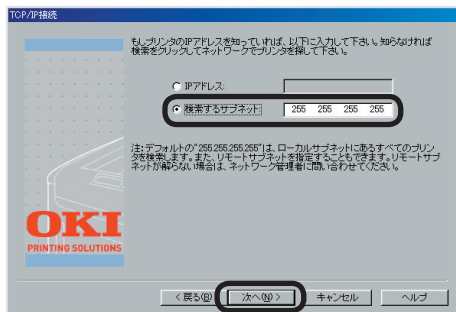 TCP/IP接続
もしプリンタのIPアドレスを知っていれば、以下に入力して下さい。知らなければ
検索をクリックしてネットワークでプリンタを探して下さい。
IPアドレス:
検索するサブネット: 255 255 255 255
注:デフォルトの"255.255.255.255"は、ローカルサブネットにあるすべてのプリン
タを検索します。また、リモートサブネットを指定することもできます。リモートサブ
ネットが解らない場合は、ネットワーク管理者に問い合わせてください。
OKI
PRINTING SOLUTIONS
< 戻る(B) 次へ(N) > キャンセル ヘルプ